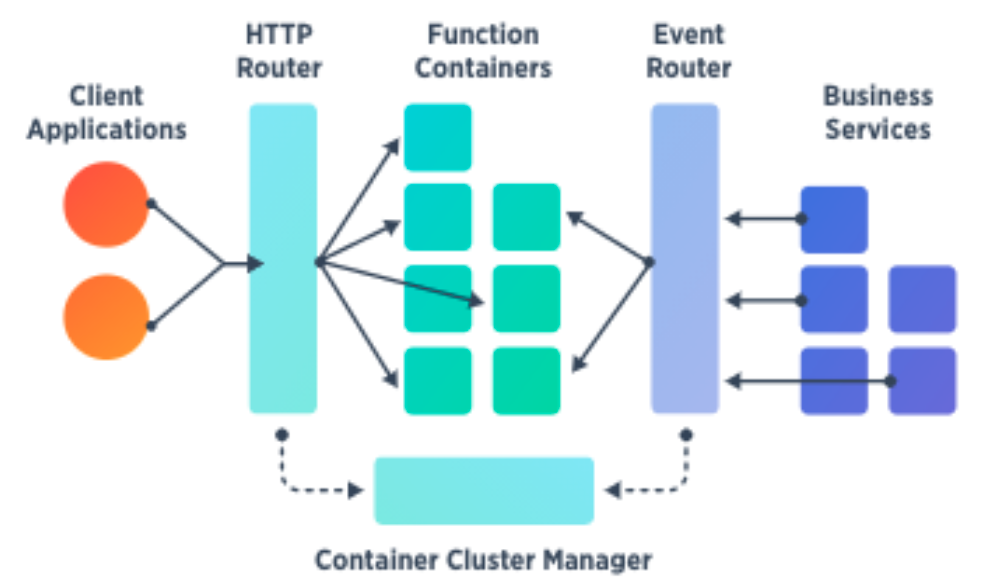 HTTP
Router
Function
Containers
Event
Router
Client
Applications
Business
Services
Container Cluster Manager